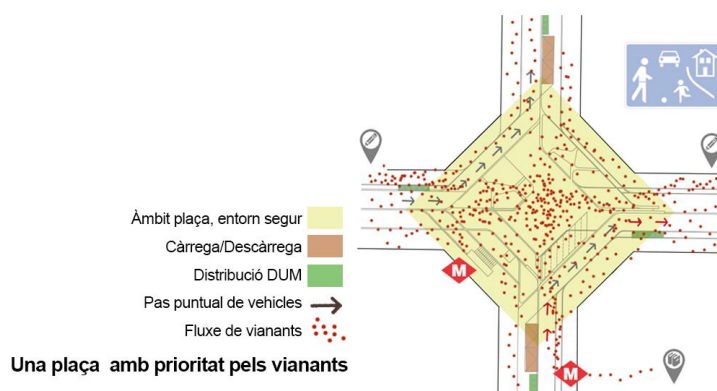 Àmbit plaça, entorn segur
Càrrega/Descàrrega
Distribució DUM
Pas puntual de vehicles
Fluxe de vianants
Una plaça amb prioritat pels vianants
M
M